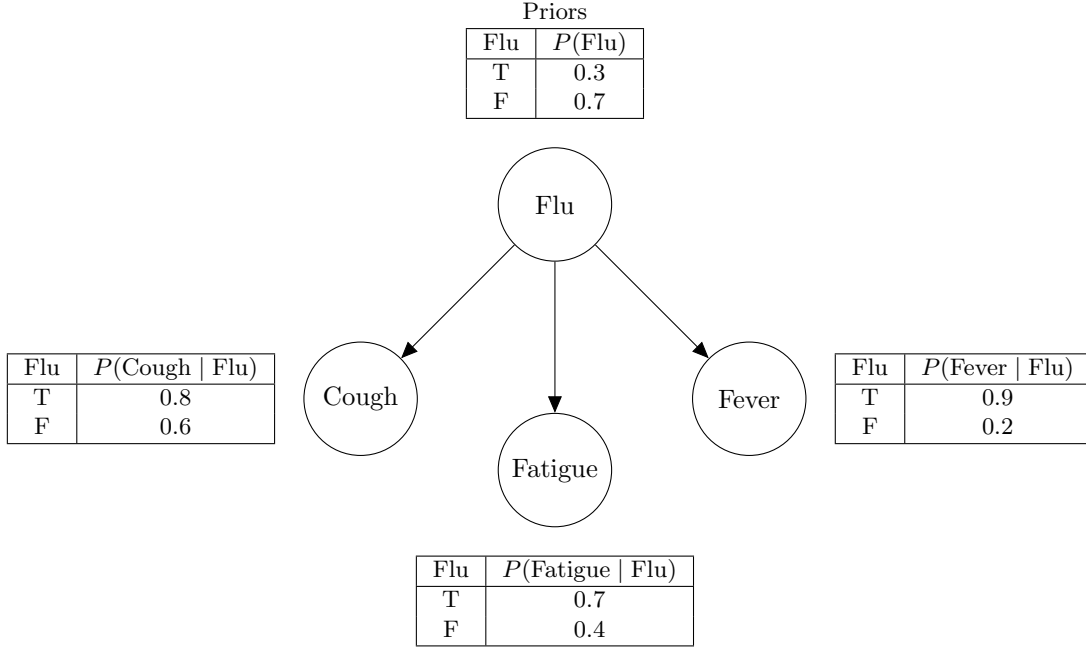 Priors
Flu P(Flu)
T 0.3
F 0.7
Flu
Flu P(Cough | Flu)
T 0.8
F 0.6
Cough
Fever
Flu P(Fever | Flu)
T 0.9
F 0.2
Fatigue
Flu P(Fatigue | Flu)
T 0.7
F 0.4